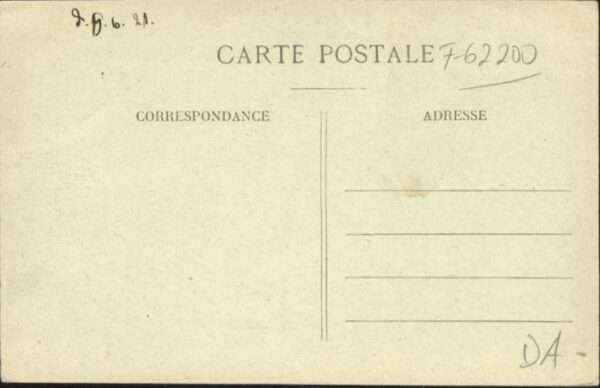 CARTE POSTALE F-62200
CORRESPONDANCE
ADRESSE
DA -